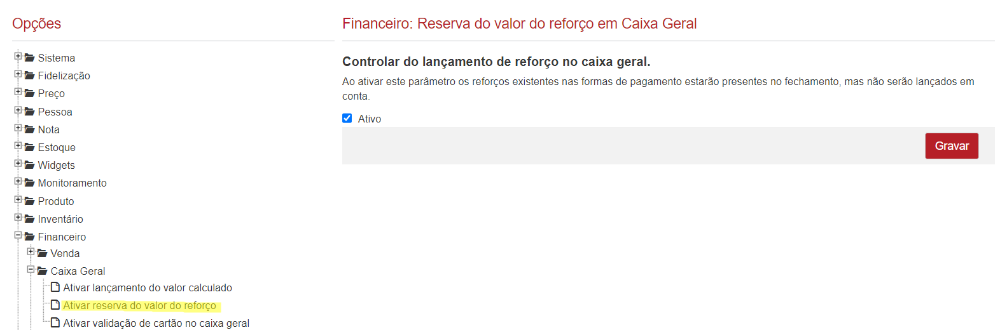 Opções
Sistema
Fidelização
Preço
Pessoa
Nota
Estoque
Widgets
Monitoramento
Produto
Inventário
Financeiro
Venda
Caixa Geral
Ativar lançamento do valor calculado
Ativar reserva do valor do reforço
Ativar validação de cartão no caixa geral
Financeiro: Reserva do valor do reforço em Caixa Geral
Controlar do lançamento de reforço no caixa geral.
Ao ativar este parâmetro os reforços existentes nas formas de pagamento estarão presentes no fechamento, mas não serão lançados em
conta.
Ativo
Gravar